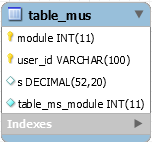 table_mus
module INT(11)
user_id VARCHAR(100)
s DECIMAL(52,20)
table_ms_module INT(11)
Indexes